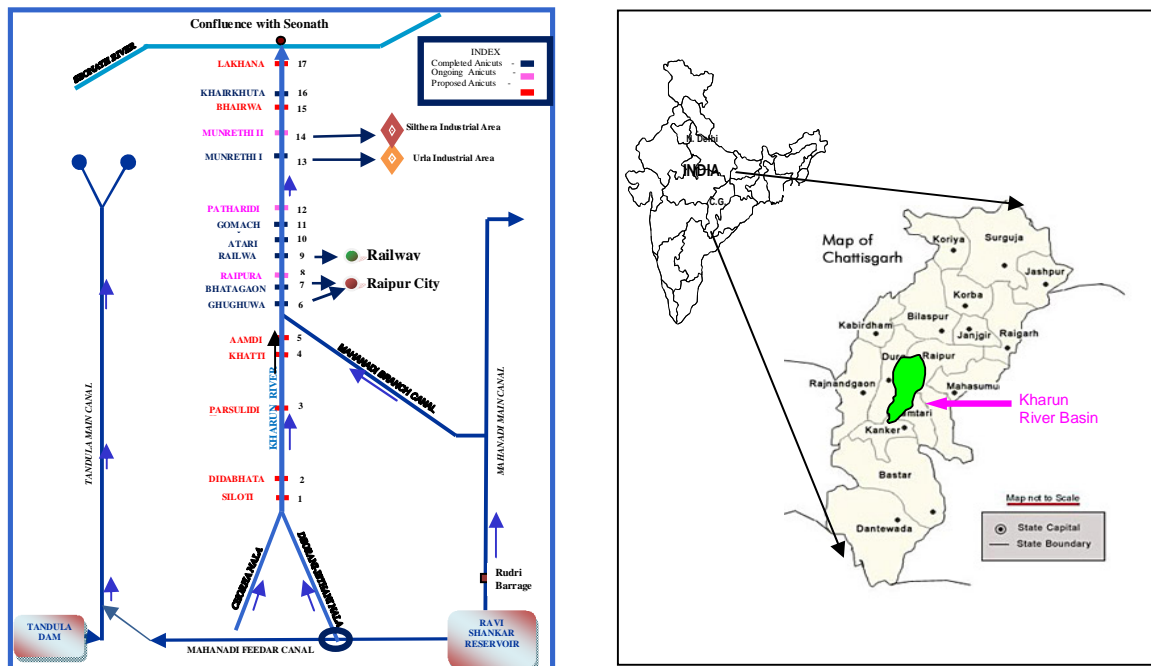 Confluence with Seonath
SEONATH RIVER
INDEX
Completed Anicuts -
Ongoing Anicuts -
Proposed Anicuts -
LAKHANA 17
KHAIRKHUTA 16
BHAIRWA 15
MUNRETHI II 14
Silthera Industrial Area
MUNRETHI I 13
Urla Industrial Area
PATHARIDI 12
GOMACH 11
ATARI 10
RAILWA 9
Railway
RAIPURA 8
BHATAGAON 7
Raipur City
GHUGHUWA 6
AAMDI 5
KHATTI 4
PARSULIDI 3
DIDABHATA 2
SILOTI 1
KHARUN RIVER
MAHANADI BRANCH CANAL
MAHANADI MAIN CANAL
TANDULA MAIN CANAL
CHORHA NALA
Rudri
Barrage
TANDULA
DAM
MAHANADI FEEDAR CANAL
RAVI
SHANKAR
RESERVOIR
N. Delhi
INDIA
C.G.
Map of
Chattisgarh
Koriya
Surguja
Jashpur
Korba
Bilaspur
Kabirdham
Janjgir
Raigarh
Durg
Raipur
Rajnandgaon
Mahasumu
Kharun
River Basin
amtari
Kanker
Bastar
Dantewada
Map not to Scale
State Capital
State Boundary